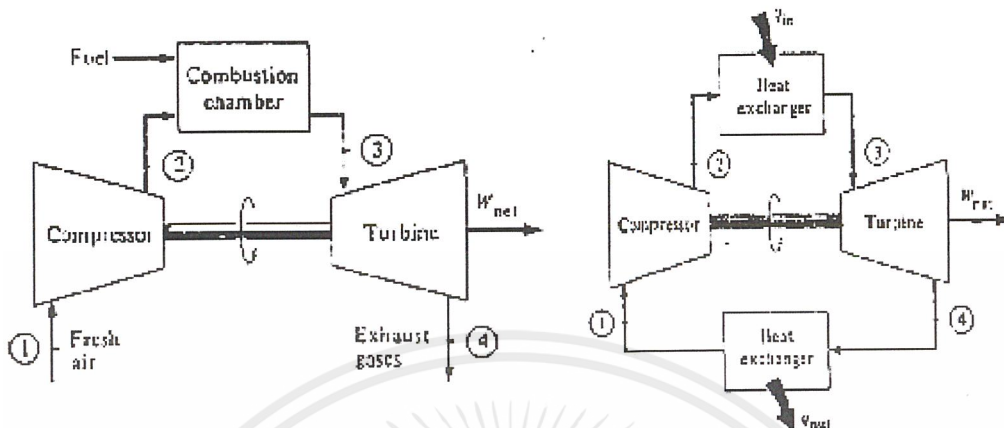 Fuel
Combustion
chamber
②
③
Compressor
Turbine
W_net
①
Fresh
air
Exhaust
gases
④
q_in
Heat
exchanger
②
③
Compressor
Turbine
W_net
①
④
Heat
exchanger
q_out